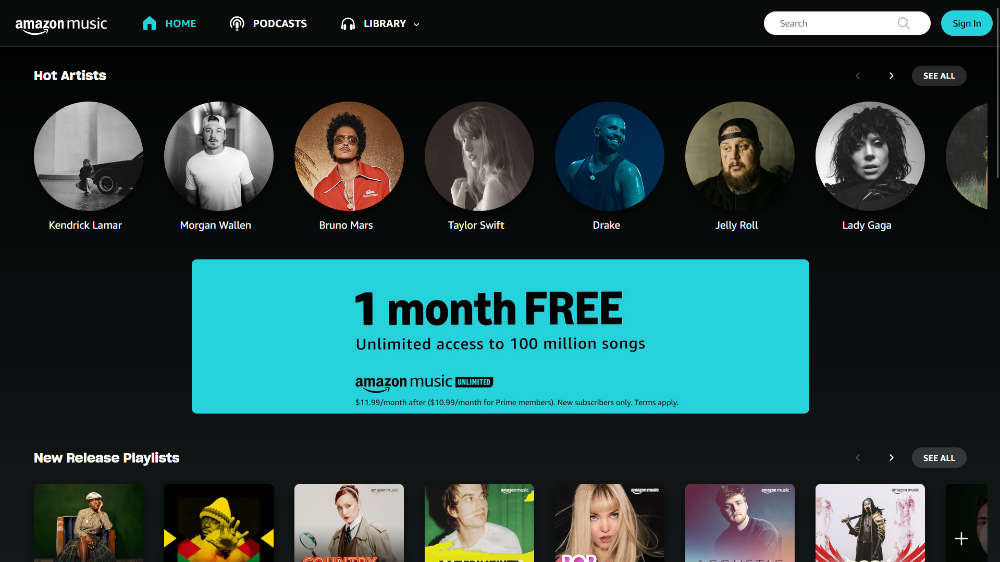 amazon music
HOME
PODCASTS
LIBRARY
Search
Sign In
Hot Artists
SEE ALL
Kendrick Lamar
Morgan Wallen
Bruno Mars
Taylor Swift
Drake
Jelly Roll
Lady Gaga
1 month FREE
Unlimited access to 100 million songs
amazon music UNLIMITED
$11.99/month after ($10.99/month for Prime members). New subscribers only. Terms apply.
New Release Playlists
SEE ALL
amazon music
amazon music
amazon music
amazon music
amazon music
COUNTRY
POP
ACOUSTIC